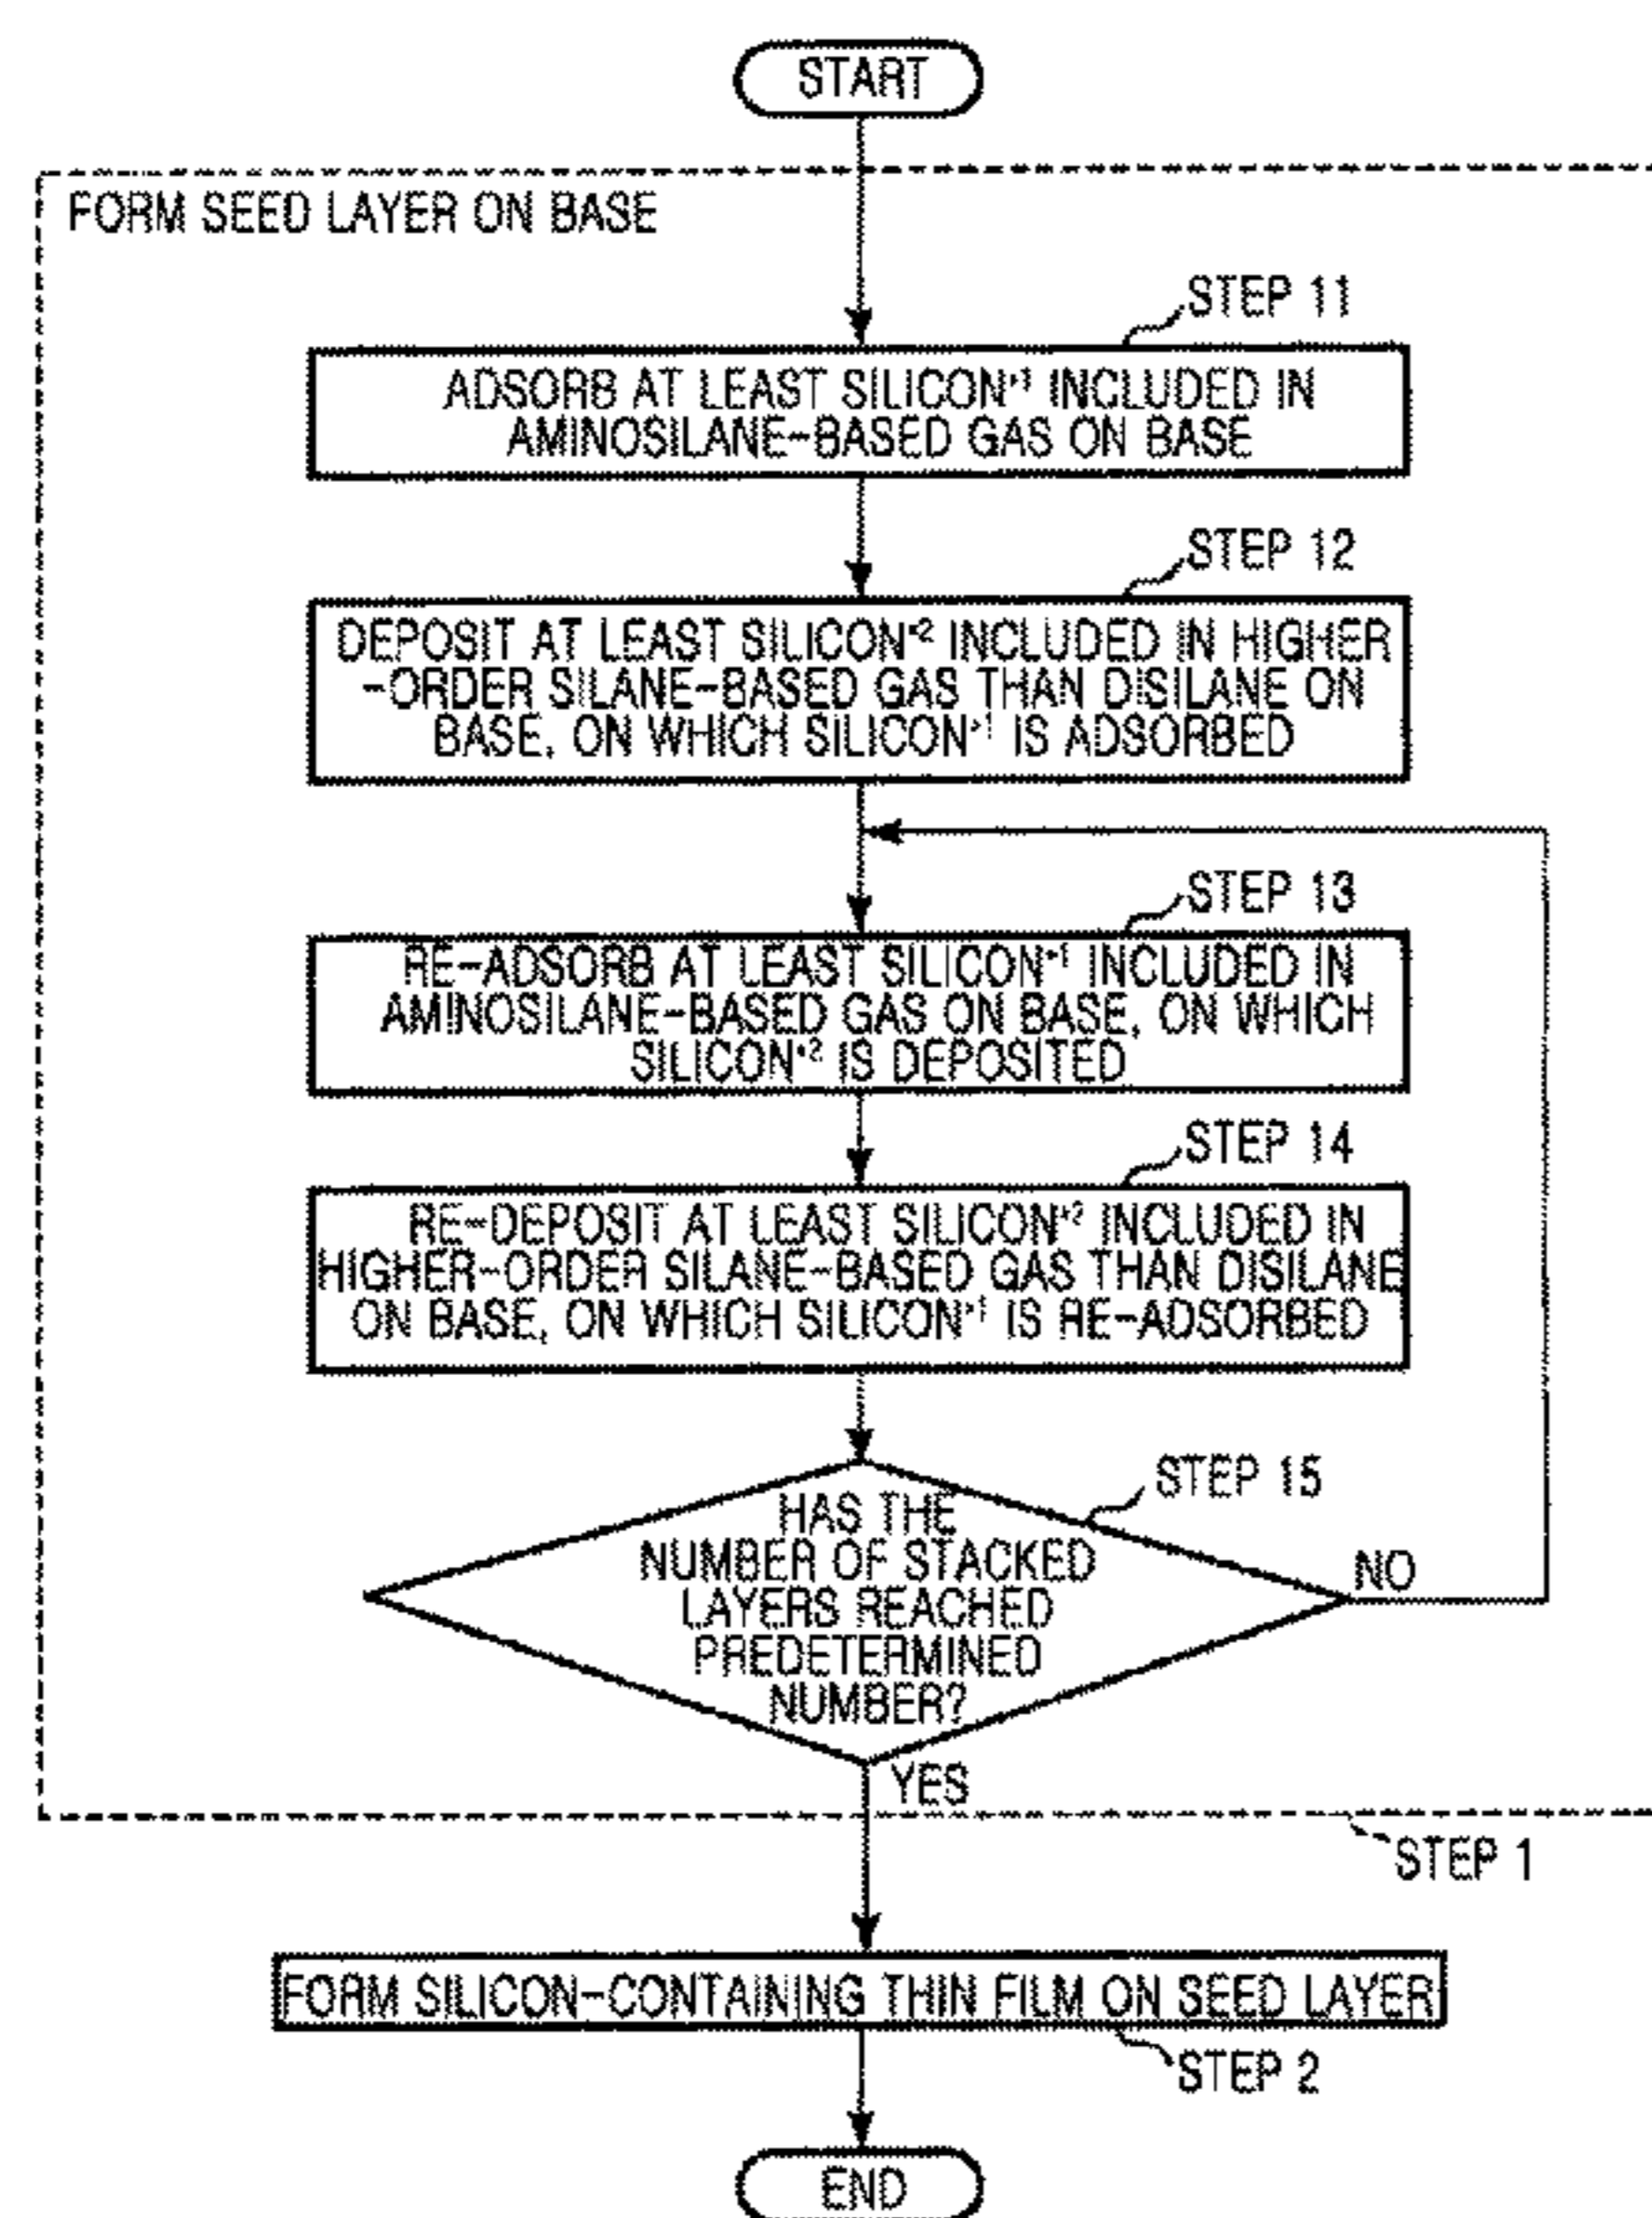 START
FORM SEED LAYER ON BASE
STEP 11
ADSORB AT LEAST SILICON*1 INCLUDED IN
AMINOSILANE-BASED GAS ON BASE
STEP 12
DEPOSIT AT LEAST SILICON*2 INCLUDED IN HIGHER
-ORDER SILANE-BASED GAS THAN DISILANE ON
BASE, ON WHICH SILICON*1 IS ADSORBED
STEP 13
RE-ADSORB AT LEAST SILICON*1 INCLUDED IN
AMINOSILANE-BASED GAS ON BASE, ON WHICH
SILICON*2 IS DEPOSITED
STEP 14
RE-DEPOSIT AT LEAST SILICON*2 INCLUDED IN
HIGHER-ORDER SILANE-BASED GAS THAN DISILANE
ON BASE, ON WHICH SILICON*1 IS RE-ADSORBED
STEP 15
HAS THE
NUMBER OF STACKED
LAYERS REACHED
PREDETERMINED
NUMBER?
NO
YES
STEP 1
FORM SILICON-CONTAINING THIN FILM ON SEED LAYER
STEP 2
END